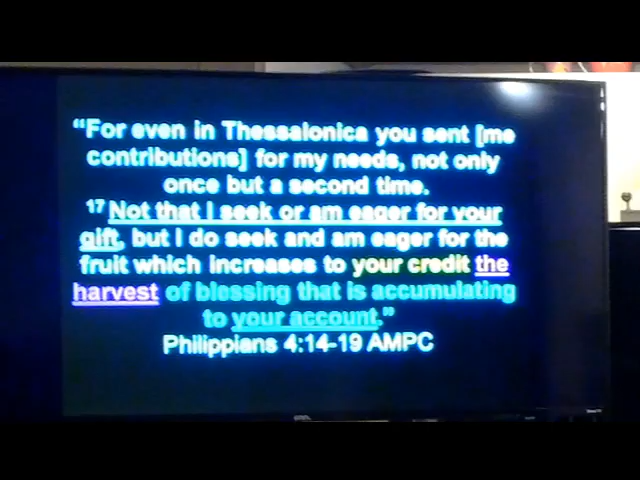 “For even in Thessalonica you sent [me
contributions] for my needs, not only
once but a second time.
17 Not that I seek or am eager for your
gift, but I do seek and am eager for the
fruit which increases to your credit the
harvest of blessing that is accumulating
to your account.”
Philippians 4:14-19 AMPC